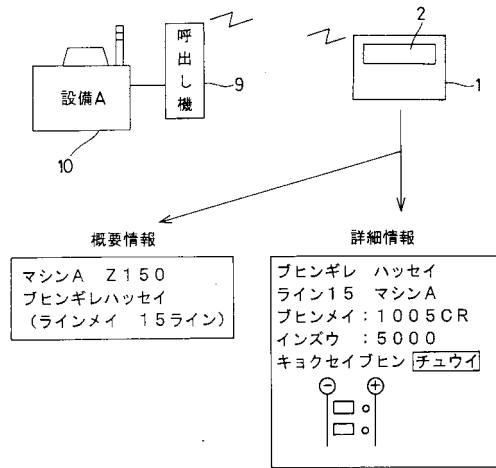 呼出し機
設備A
9
10
2
1
概要情報
マシンA Z150
ブヒンギレハッセイ
(ラインメイ 15ライン)
詳細情報
ブヒンギレ ハッセイ
ライン15 マシンA
ブヒンメイ:1005CR
インズウ :5000
キョクセイブヒン チュウイ
− +